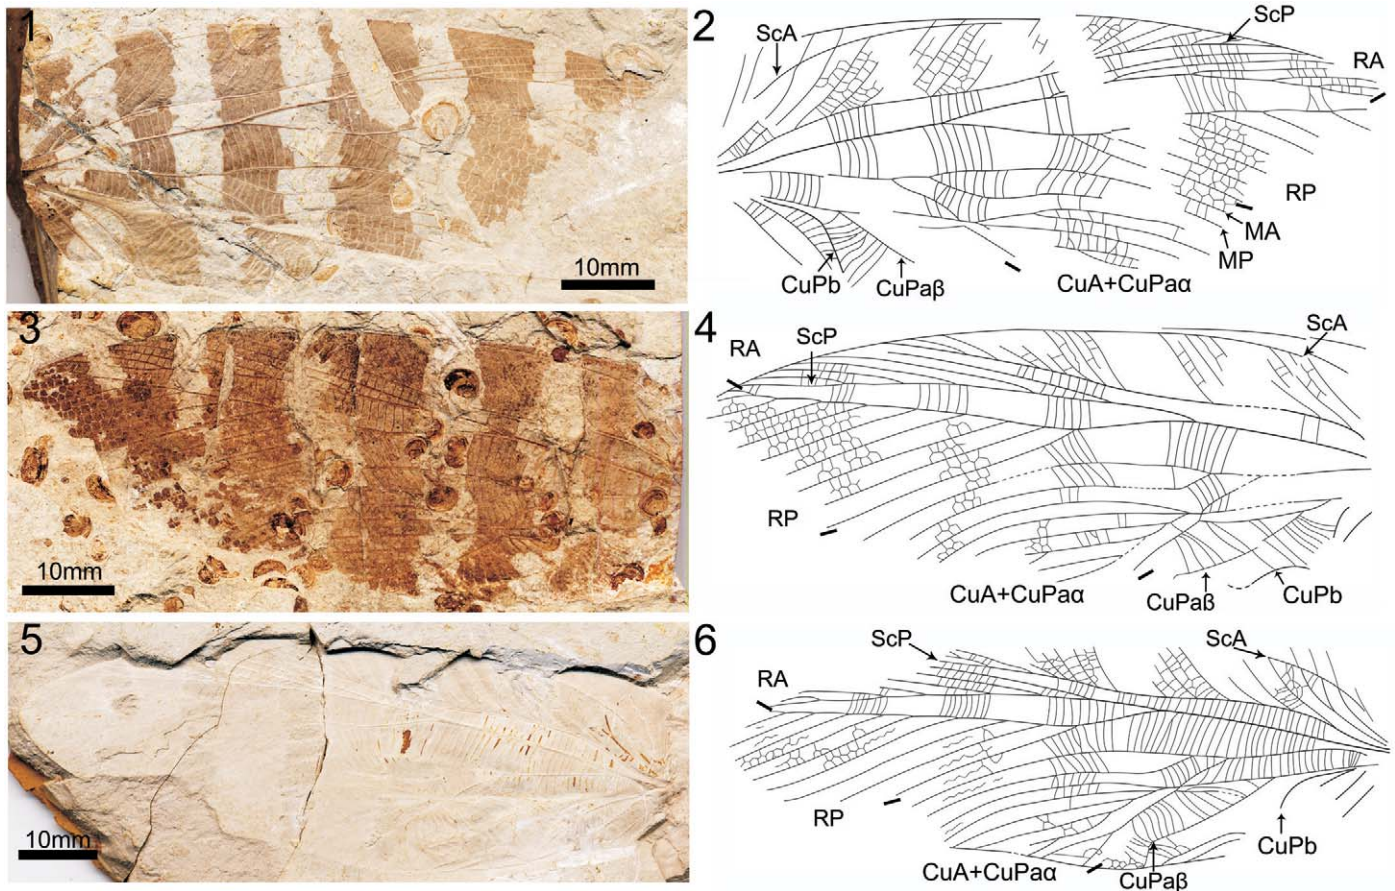 1
10mm
2
ScA
ScP
RA
RP
MA
MP
CuPb
CuPaβ
CuA+CuPaα
3
10mm
4
RA
ScP
ScA
RP
CuA+CuPaα
CuPaβ
CuPb
5
10mm
6
ScP
ScA
RA
RP
CuPb
CuA+CuPaα
CuPaβ